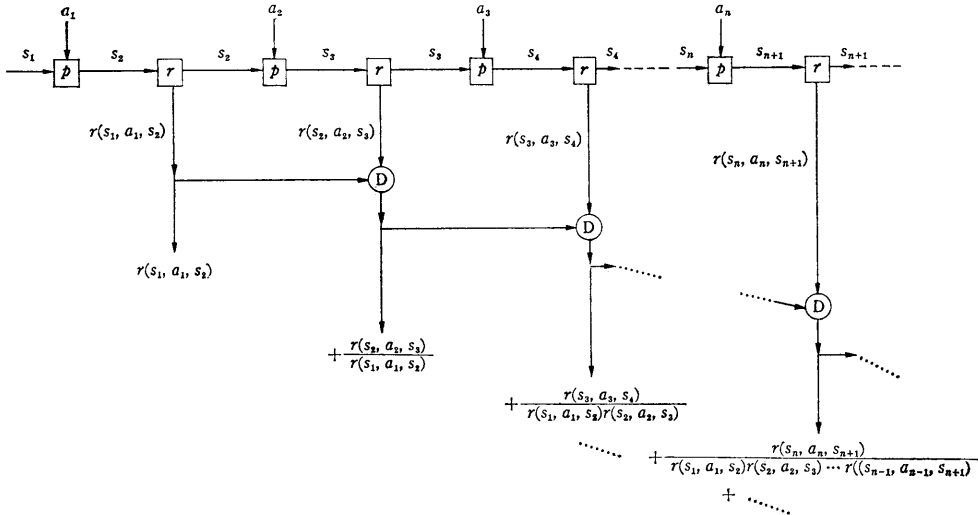 a₁ a₂ a₃ aₙ
s₁ p s₂ r s₂ p s₃ r s₃ p s₄ r s₄ sₙ p sₙ₊₁ r sₙ₊₁
r(s₁, a₁, s₂) r(s₂, a₂, s₃) r(s₃, a₃, s₄) r(sₙ, aₙ, sₙ₊₁)
D
D
r(s₁, a₁, s₂)
D
+ r(s₂, a₂, s₃)
r(s₁, a₁, s₂)
+ r(s₃, a₃, s₄)
r(s₁, a₁, s₂)r(s₂, a₂, s₃)
+ r(sₙ, aₙ, sₙ₊₁)
r(s₁, a₁, s₂)r(s₂, a₂, s₃) ⋯ r((sₙ₋₁, aₙ₋₁, sₙ₊₁)
+ ······